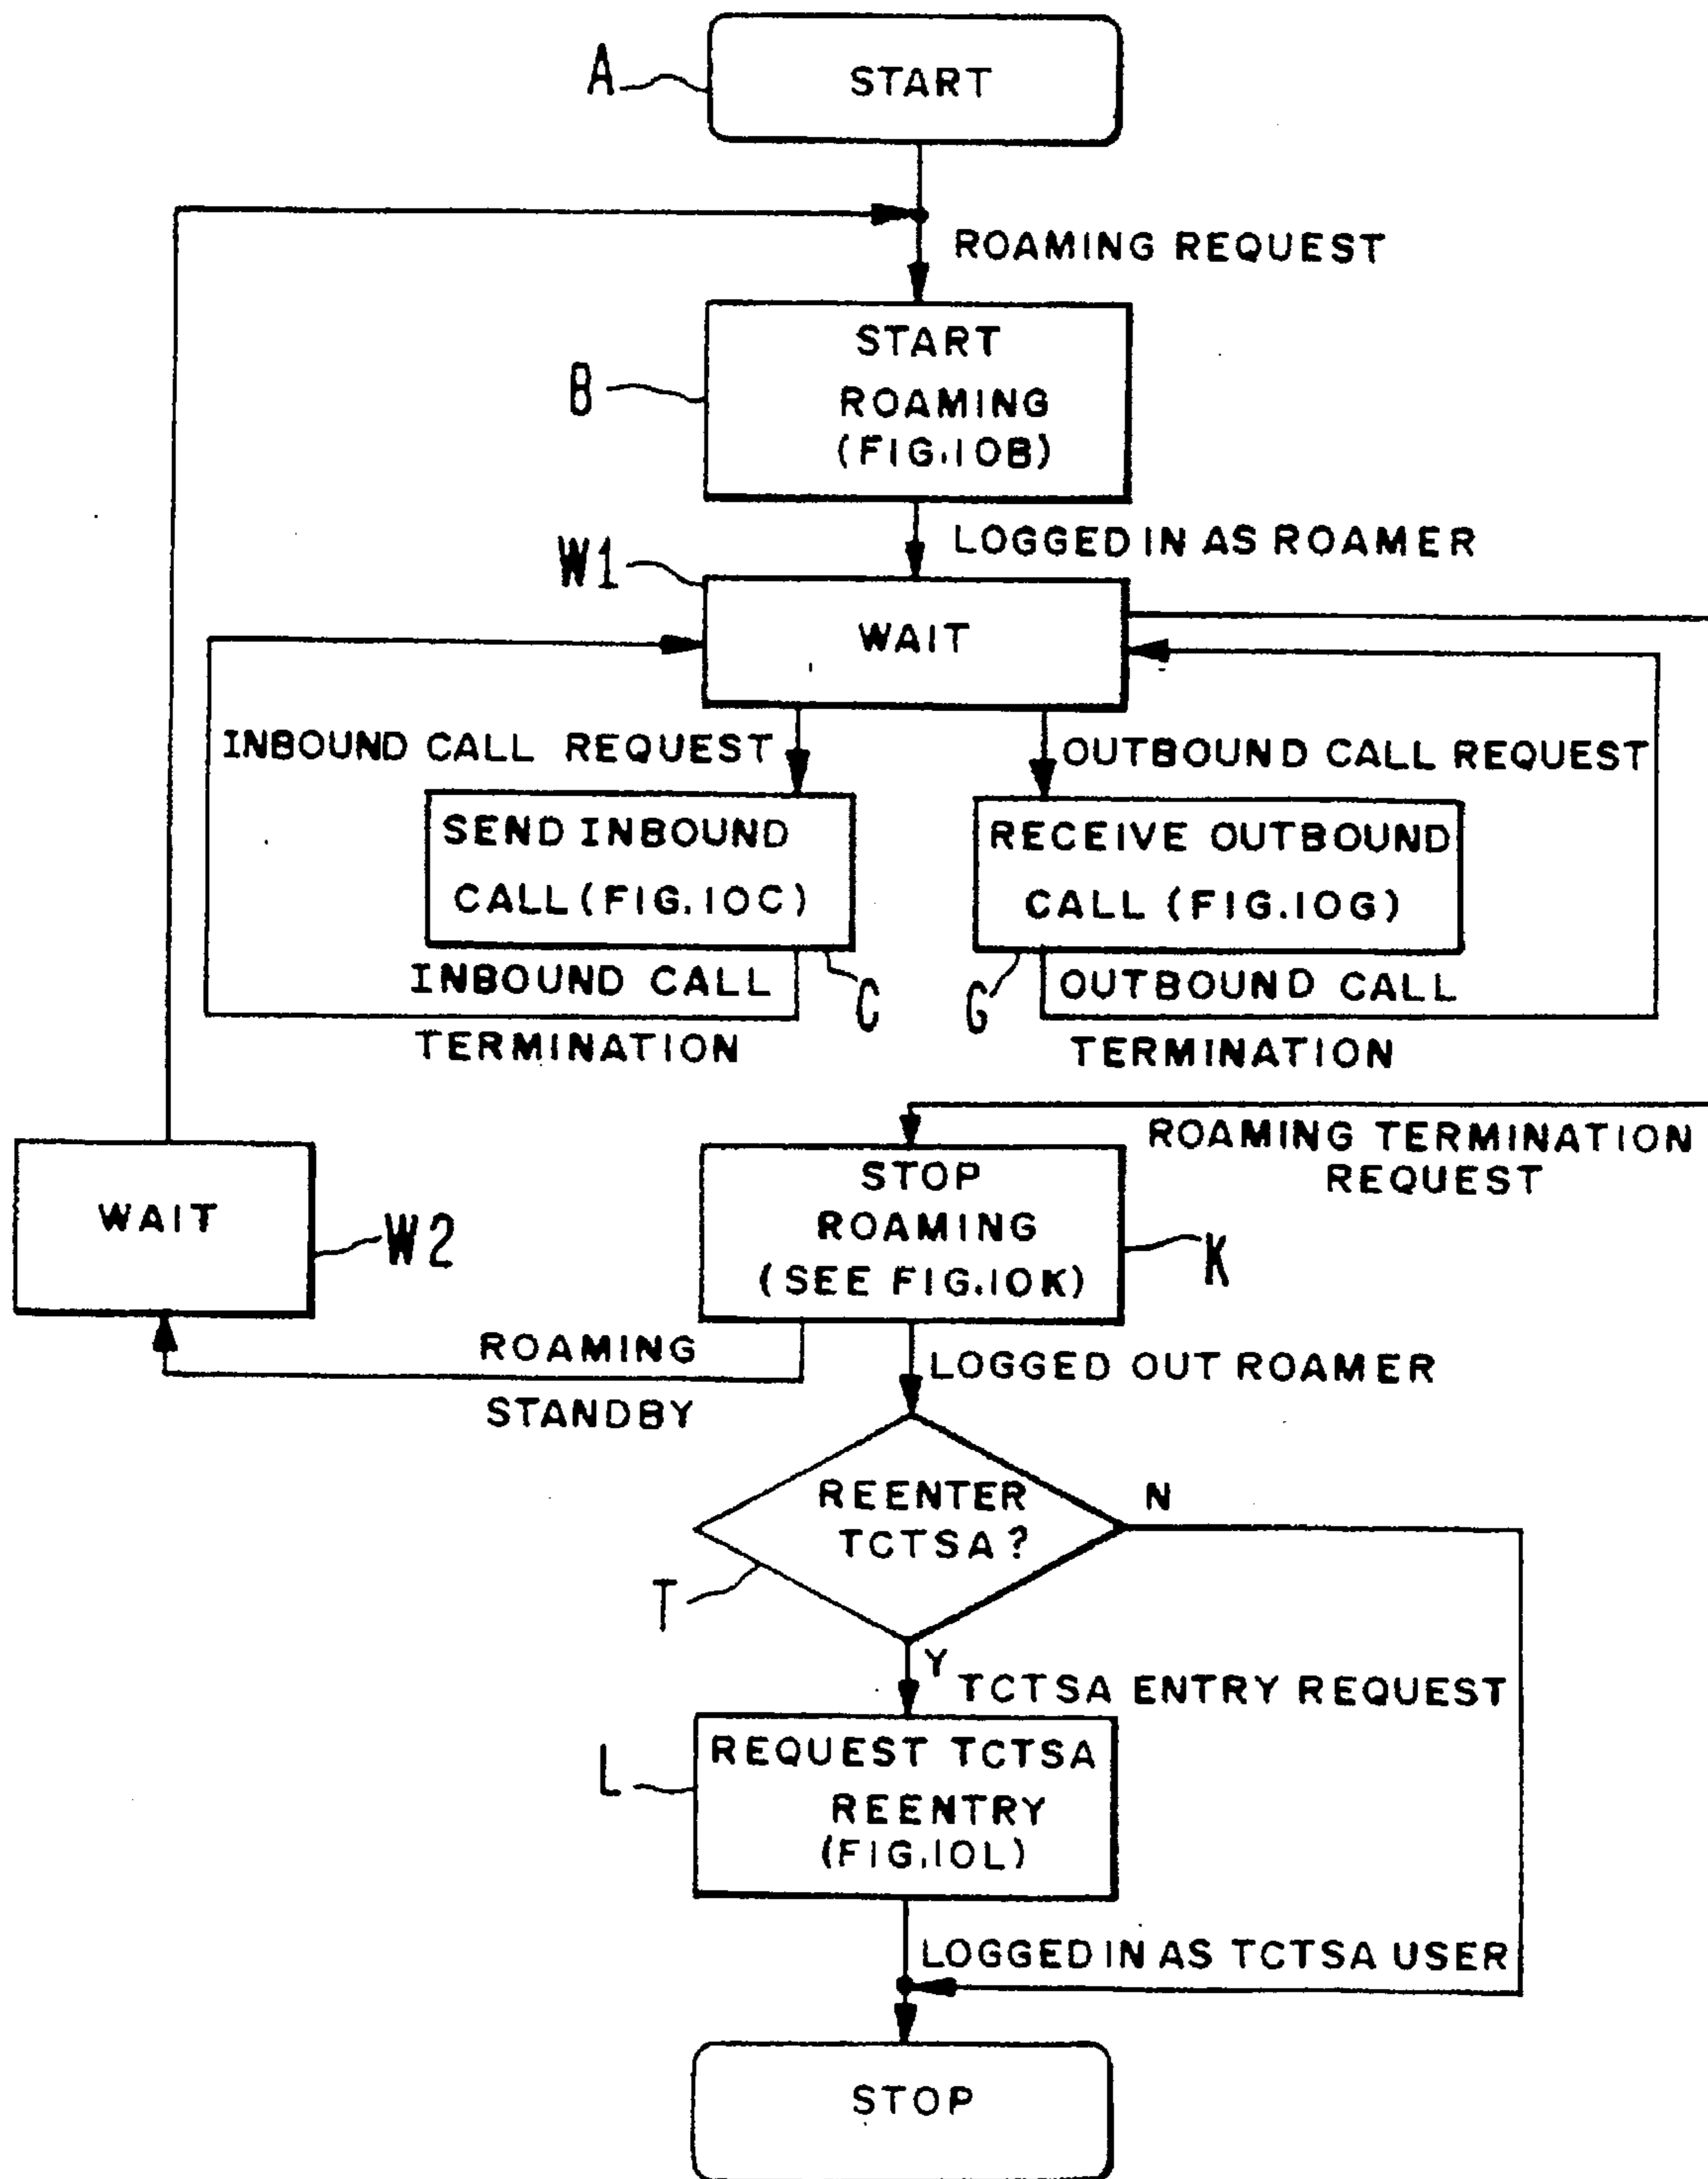 A
START
ROAMING REQUEST
B
START
ROAMING
(FIG.10B)
LOGGED IN AS ROAMER
W1
WAIT
INBOUND CALL REQUEST
OUTBOUND CALL REQUEST
SEND INBOUND
CALL (FIG.10C)
RECEIVE OUTBOUND
CALL (FIG.10G)
INBOUND CALL
TERMINATION
C
G
OUTBOUND CALL
TERMINATION
ROAMING TERMINATION
REQUEST
STOP
ROAMING
(SEE FIG.10K)
K
WAIT
W2
ROAMING
STANDBY
LOGGED OUT ROAMER
REENTER
TCTSA?
N
T
Y
TCTSA ENTRY REQUEST
L
REQUEST TCTSA
REENTRY
(FIG.10L)
LOGGED IN AS TCTSA USER
STOP